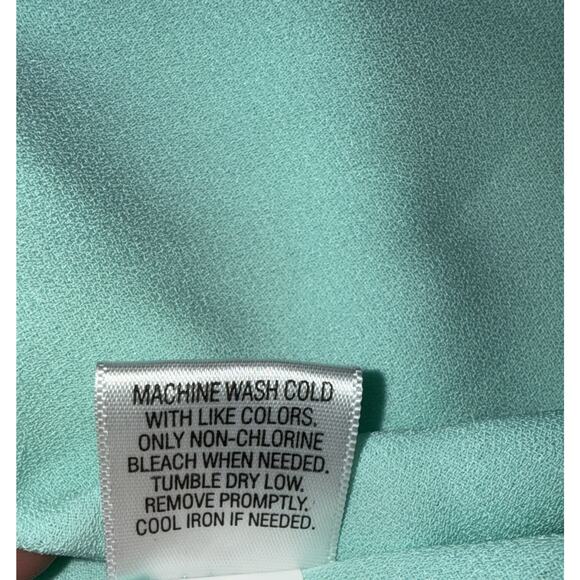 MACHINE WASH COLD
WITH LIKE COLORS.
ONLY NON-CHLORINE
BLEACH WHEN NEEDED.
TUMBLE DRY LOW.
REMOVE PROMPTLY.
COOL IRON IF NEEDED.